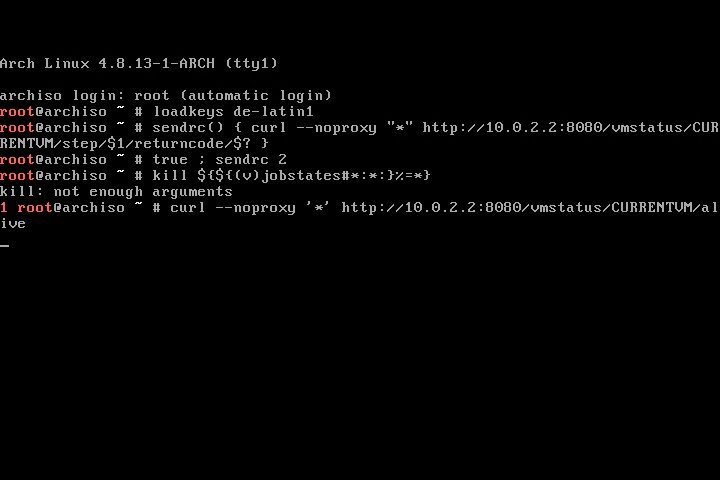 Arch Linux 4.8.13-1-ARCH (tty1)
archiso login: root (automatic login)
root@archiso ~ # loadkeys de-latin1
root@archiso ~ # sendrc() { curl --noproxy "*" http://10.0.2.2:8080/vmstatus/CUR
RENTVM/step/$1/returncode/$? }
root@archiso ~ # true ; sendrc 2
root@archiso ~ # kill ${${(v)jobstates#*:*:}%=*}
kill: not enough arguments
1 root@archiso ~ # curl --noproxy '*' http://10.0.2.2:8080/vmstatus/CURRENTVM/al
ive
_